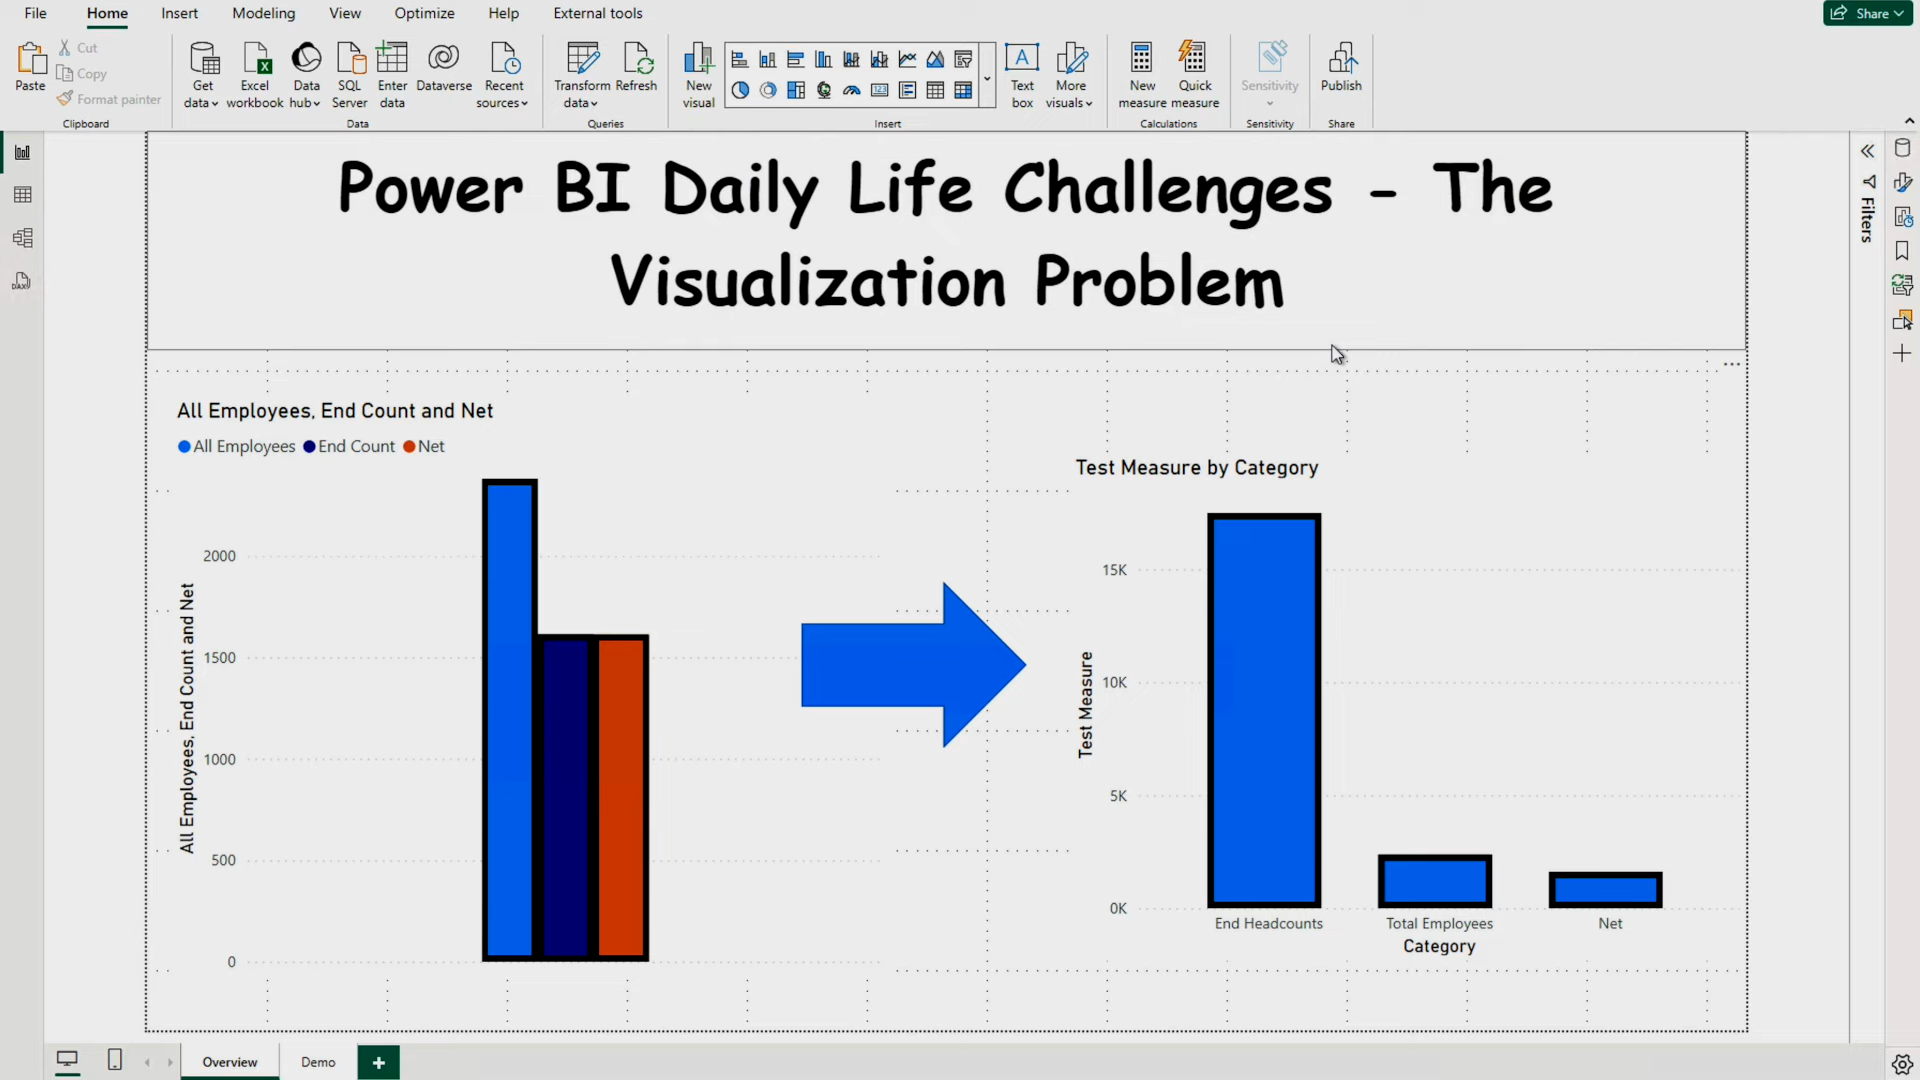 File Home Insert Modeling View Optimize Help External tools Share
Cut
Copy
Format painter
Paste
Get data
Excel workbook
Data hub
SQL Server
Enter data
Dataverse
Recent sources
Transform data
Refresh
New visual
A
Text box
More visuals
New measure
Quick measure
Sensitivity
Publish
Clipboard Data Queries Insert Calculations Sensitivity Share
Power BI Daily Life Challenges - The
Visualization Problem
Filters
DAX
All Employees, End Count and Net
All Employees End Count Net
2000
1500
1000
500
0
All Employees, End Count and Net
Test Measure by Category
15K
10K
5K
0K
Test Measure
End Headcounts Total Employees Net
Category
Overview Demo +